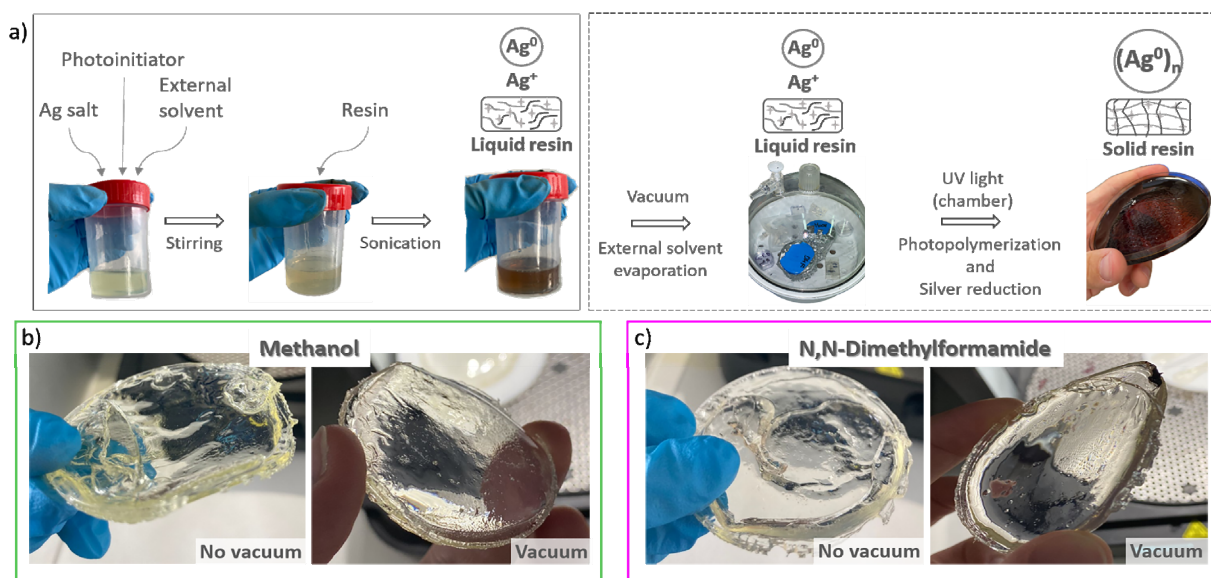 a)
Photoinitiator
Ag salt
External
solvent
Stirring
Resin
Sonication
Ag⁰
Ag⁺
Liquid resin
Vacuum
External solvent
evaporation
Ag⁰
Ag⁺
Liquid resin
UV light
(chamber)
Photopolymerization
and
Silver reduction
(Ag⁰)ₙ
Solid resin
b)
Methanol
No vacuum
Vacuum
c)
N,N-Dimethylformamide
No vacuum
Vacuum